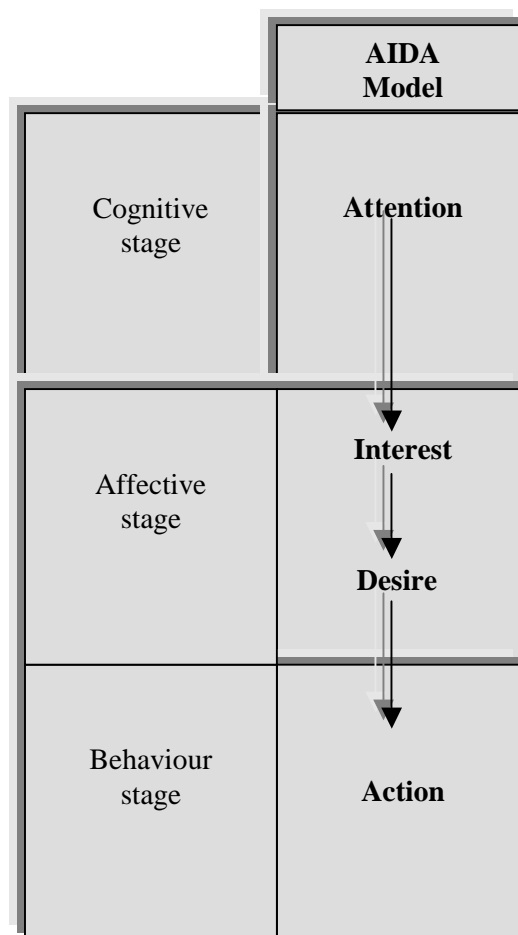 AIDA
Model
Cognitive
stage
Attention
Interest
Affective
stage
Desire
Behaviour
stage
Action